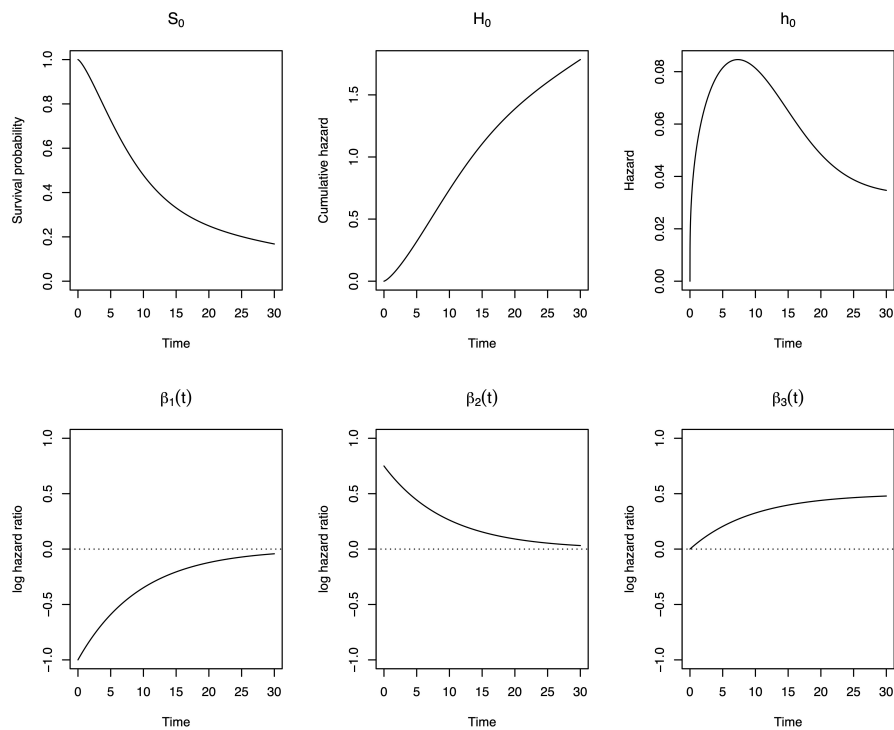 S₀
Survival probability
0.0 0.2 0.4 0.6 0.8 1.0
0 5 10 15 20 25 30
Time
H₀
Cumulative hazard
0.0 0.5 1.0 1.5
0 5 10 15 20 25 30
Time
h₀
Hazard
0.00 0.02 0.04 0.06 0.08
0 5 10 15 20 25 30
Time
β₁(t)
log hazard ratio
−1.0 −0.5 0.0 0.5 1.0
0 5 10 15 20 25 30
Time
β₂(t)
log hazard ratio
−1.0 −0.5 0.0 0.5 1.0
0 5 10 15 20 25 30
Time
β₃(t)
log hazard ratio
−1.0 −0.5 0.0 0.5 1.0
0 5 10 15 20 25 30
Time